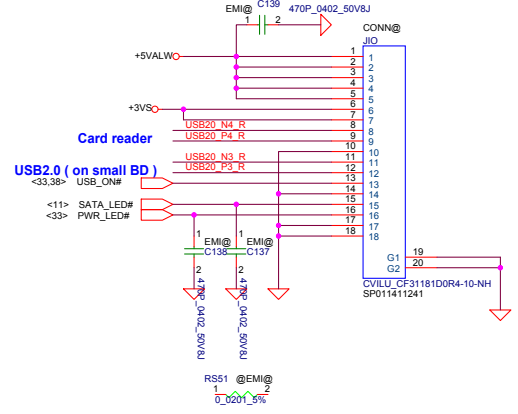 C139
EMI@ 470P_0402_50V8J
1 2
CONN@
JIO
+5VALW
1 1
2 2
3 3
4 4
5 5
+3VS
6 6
7 7
USB20_N4_R 8 8
Card reader USB20_P4_R 9 9
10 10
USB20_N3_R 11 11
USB2.0 ( on small BD ) USB20_P3_R 12 12
<33,38> USB_ON# 13 13
14 14
<11> SATA_LED# 15 15
<33> PWR_LED# 16 16
17 17
18 18
1 1
EMI@ EMI@
C138 C137
2 2
470P_0402_50V8J
470P_0402_50V8J
G1 19
G2 20
CVILU_CF31181D0R4-10-NH
SP011411241
RS51 @EMI@
1 2
0_0201_5%